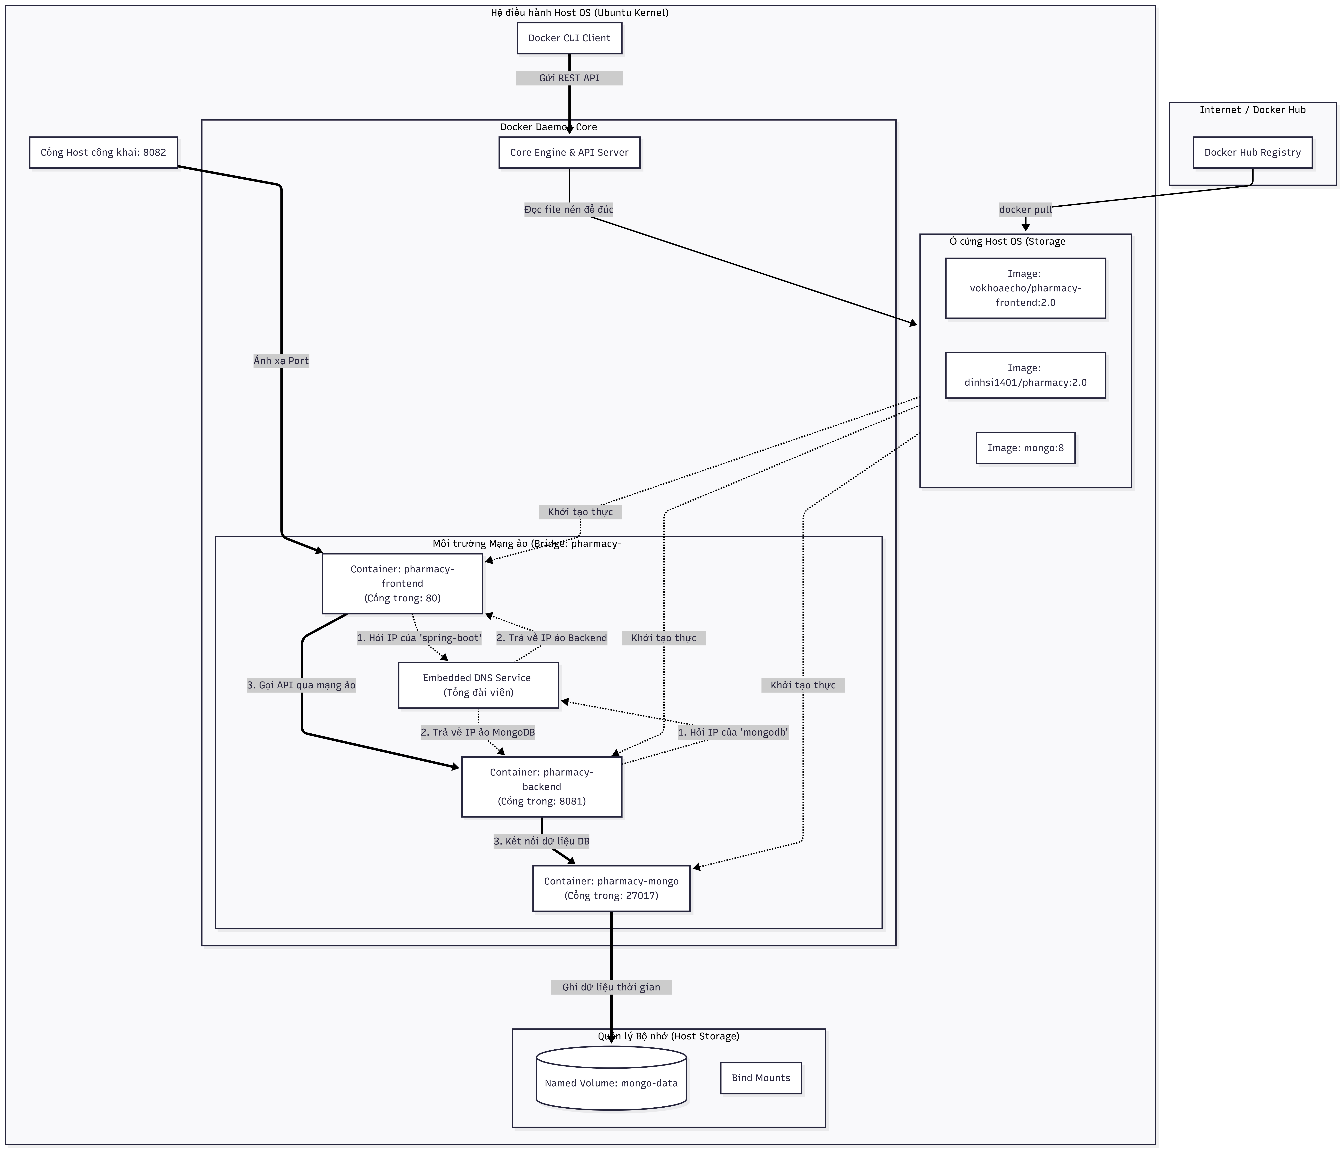 Hệ điều hành Host OS (Ubuntu Kernel)
Docker CLI Client
Gửi REST API
Internet / Docker Hub
Docker Hub Registry
Docker Daemon Core
Cổng Host công khai: 8082
Core Engine & API Server
Đọc file nén để đúc
docker pull
Ổ cứng Host OS (Storage
Image:
vokhoaecho/pharmacy-
frontend:2.0
Ánh xạ Port
Image:
dinhsi1401/pharmacy:2.0
Image: mongo:8
Khởi tạo thực
Môi trường Mạng ảo (Bridge: pharmacy-
Container: pharmacy-
frontend
(Cổng trong: 80)
1. Hỏi IP của 'spring-boot'
2. Trả về IP ảo Backend
Khởi tạo thực
Embedded DNS Service
(Tổng đài viên)
3. Gọi API qua mạng ảo
Khởi tạo thực
2. Trả về IP ảo MongoDB
1. Hỏi IP của 'mongodb'
Container: pharmacy-
backend
(Cổng trong: 8081)
3. Kết nối dữ liệu DB
Container: pharmacy-mongo
(Cổng trong: 27017)
Ghi dữ liệu thời gian
Quản lý Bộ nhớ (Host Storage)
Named Volume: mongo-data
Bind Mounts